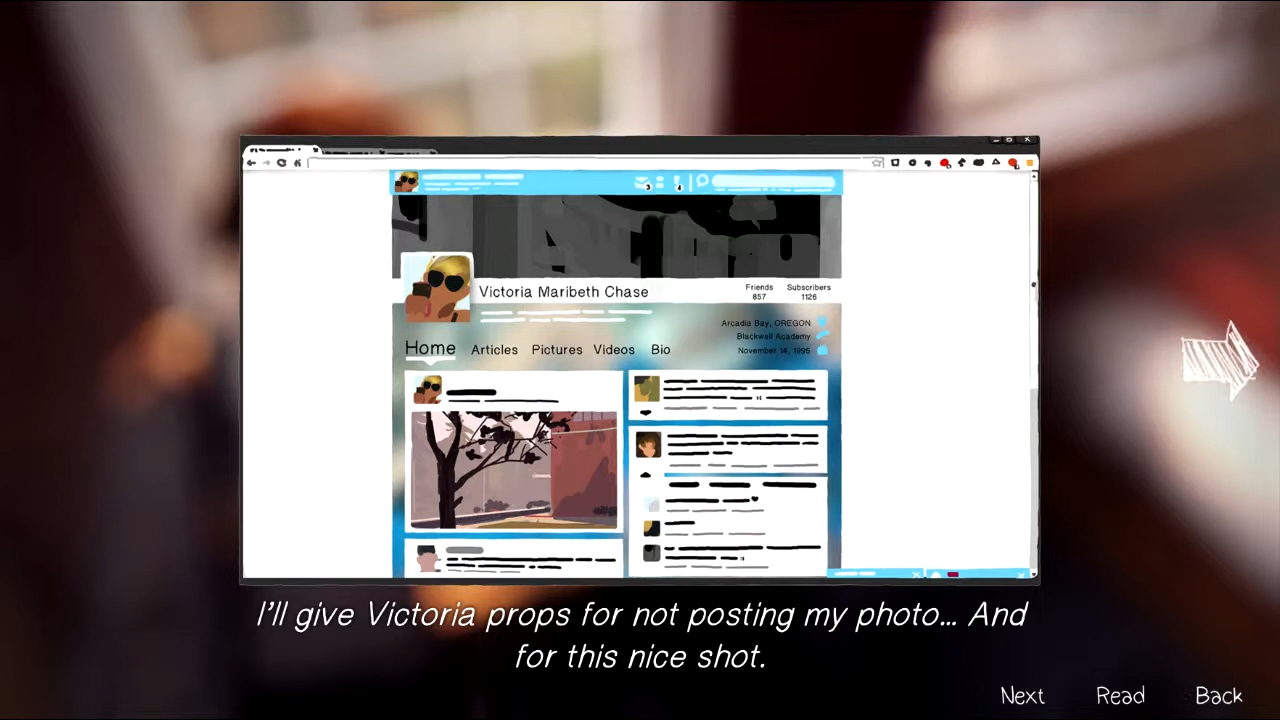 Victoria Maribeth Chase
Friends
857
Subscribers
1126
Arcadia Bay, OREGON
Blackwell Academy
November 14, 1995
Home Articles Pictures Videos Bio
I'll give Victoria props for not posting my photo... And
for this nice shot.
Next Read Back